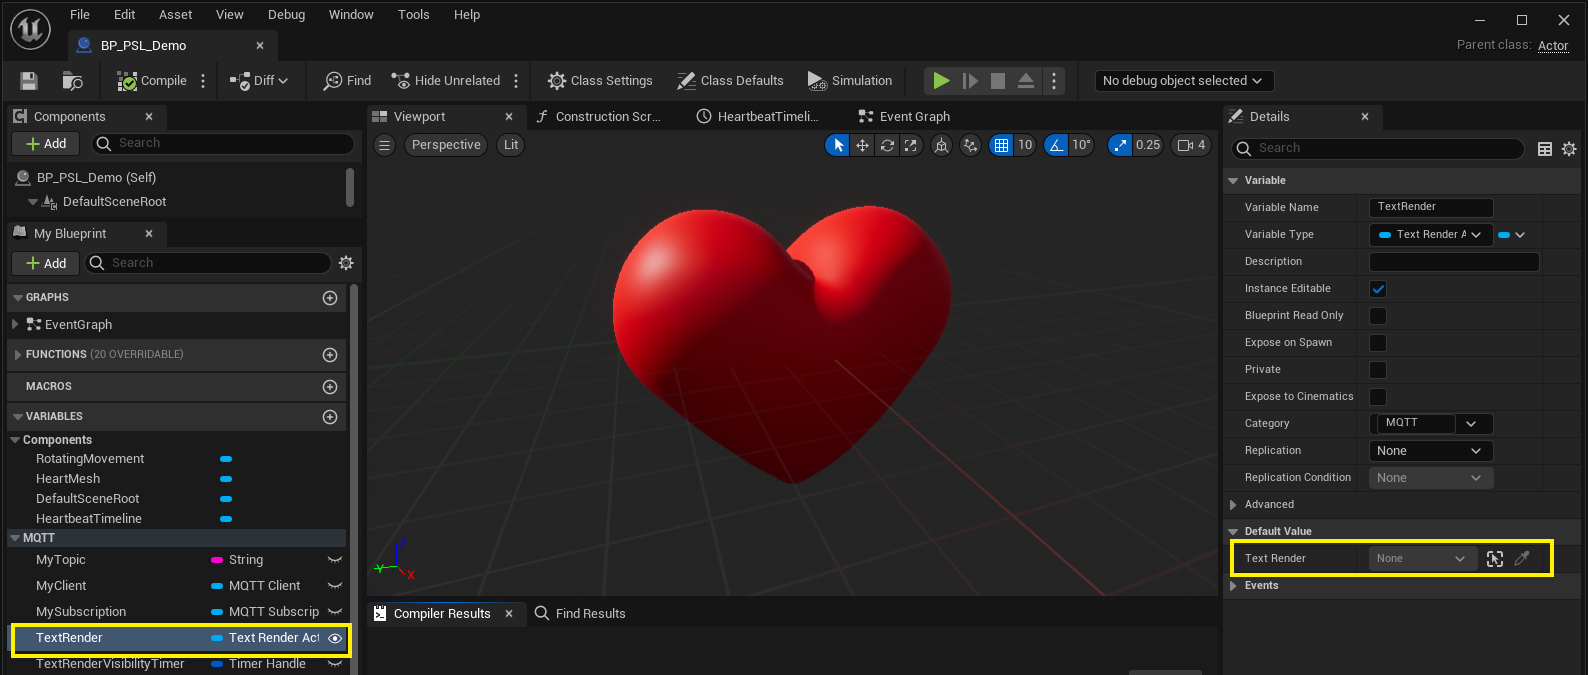 File Edit Asset View Debug Window Tools Help
BP_PSL_Demo
Parent class: Actor
Compile Diff Find Hide Unrelated Class Settings Class Defaults Simulation No debug object selected
Components
Add Search
BP_PSL_Demo (Self)
DefaultSceneRoot
My Blueprint
Add Search
GRAPHS
EventGraph
FUNCTIONS (20 OVERRIDABLE)
MACROS
VARIABLES
Components
RotatingMovement
HeartMesh
DefaultSceneRoot
HeartbeatTimeline
MQTT
MyTopic String
MyClient MQTT Client
MySubscription MQTT Subscrip
TextRender Text Render Act
TextRenderVisibilityTimer Timer Handle
Viewport Construction Scr... HeartbeatTimeli... Event Graph
Perspective Lit 10 10° 0.25 4
Z
Y
X
Compiler Results Find Results
Details
Search
Variable
Variable Name TextRender
Variable Type Text Render A
Description
Instance Editable
Blueprint Read Only
Expose on Spawn
Private
Expose to Cinematics
Category MQTT
Replication None
Replication Condition None
Advanced
Default Value
Text Render None
Events